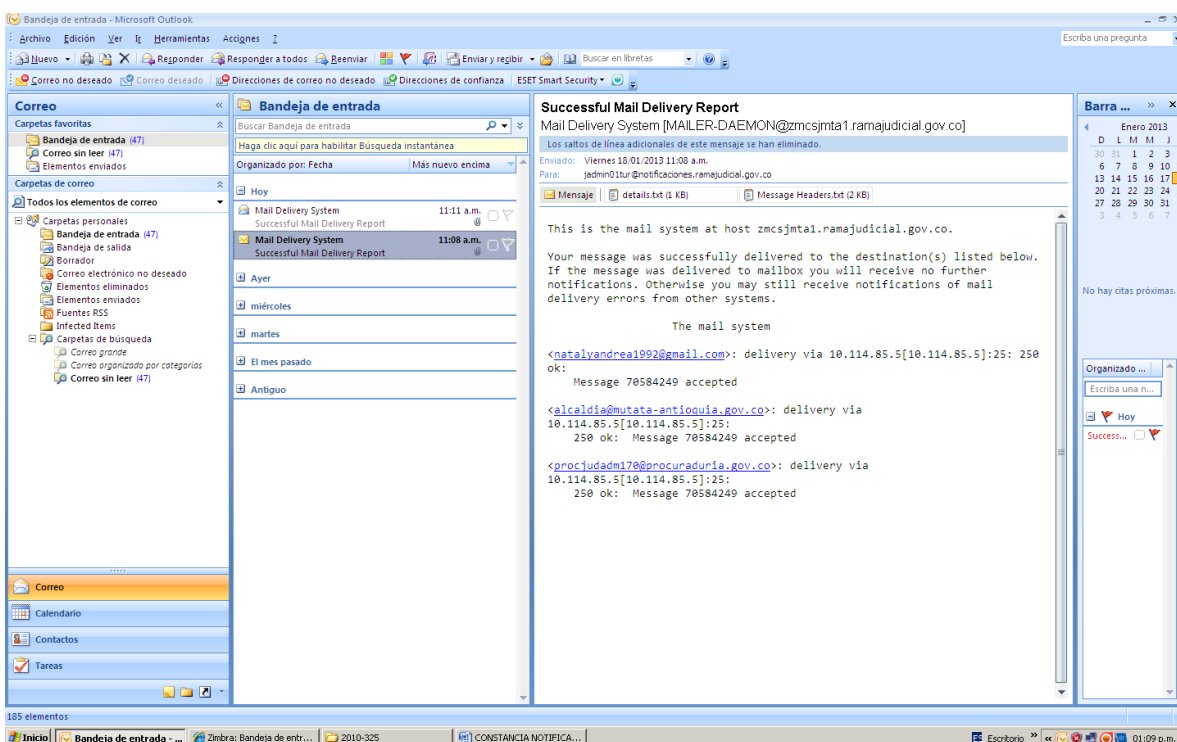 Bandeja de entrada - Microsoft Outlook
Archivo Edición Ver Ir Herramientas Acciones ?
Escriba una pregunta
Nuevo Responder Responder a todos Reenviar Enviar y recibir Buscar en libretas
Correo no deseado Correo deseado Direcciones de correo no deseado Direcciones de confianza ESET Smart Security
Correo «
Carpetas favoritas
Bandeja de entrada (47)
Correo sin leer (47)
Elementos enviados
Carpetas de correo
Todos los elementos de correo
Carpetas personales
Bandeja de entrada (47)
Bandeja de salida
Borrador
Correo electrónico no deseado
Elementos eliminados
Elementos enviados
Fuentes RSS
Infected Items
Carpetas de búsqueda
Correo grande
Correo organizado por categorías
Correo sin leer (47)
Correo
Calendario
Contactos
Tareas
Bandeja de entrada
Buscar Bandeja de entrada
Haga clic aquí para habilitar Búsqueda instantánea
Organizado por: Fecha Más nuevo encima
Hoy
Mail Delivery System 11:11 a.m.
Successful Mail Delivery Report
Mail Delivery System 11:08 a.m.
Successful Mail Delivery Report
Ayer
miércoles
martes
El mes pasado
Antiguo
Successful Mail Delivery Report
Mail Delivery System [MAILER-DAEMON@zmcsjmta1.ramajudicial.gov.co]
Los saltos de línea adicionales de este mensaje se han eliminado.
Enviado: Viernes 18/01/2013 11:08 a.m.
Para: jadmin01tur@notificaciones.ramajudicial.gov.co
Mensaje details.txt (1 KB) Message Headers.txt (2 KB)
This is the mail system at host zmcsjmta1.ramajudicial.gov.co.
Your message was successfully delivered to the destination(s) listed below.
If the message was delivered to mailbox you will receive no further
notifications. Otherwise you may still receive notifications of mail
delivery errors from other systems.
The mail system
<natalyandrea1992@gmail.com>: delivery via 10.114.85.5[10.114.85.5]:25: 250
ok:
Message 70584249 accepted
<alcaldia@mutata-antioquia.gov.co>: delivery via
10.114.85.5[10.114.85.5]:25:
250 ok: Message 70584249 accepted
<procjudadm170@procuraduria.gov.co>: delivery via
10.114.85.5[10.114.85.5]:25:
250 ok: Message 70584249 accepted
Barra ... »
Enero 2013
D L M M J
30 31 1 2 3
6 7 8 9 10
13 14 15 16 17
20 21 22 23 24
27 28 29 30 31
3 4 5 6 7
No hay citas próximas.
Organizado ...
Escriba una n...
Hoy
Success...
185 elementos
Inicio Bandeja de entrada - ... Zimbra: Bandeja de entr... 2010-325 CONSTANCIA NOTIFICA... Escritorio » « 01:09 p.m.